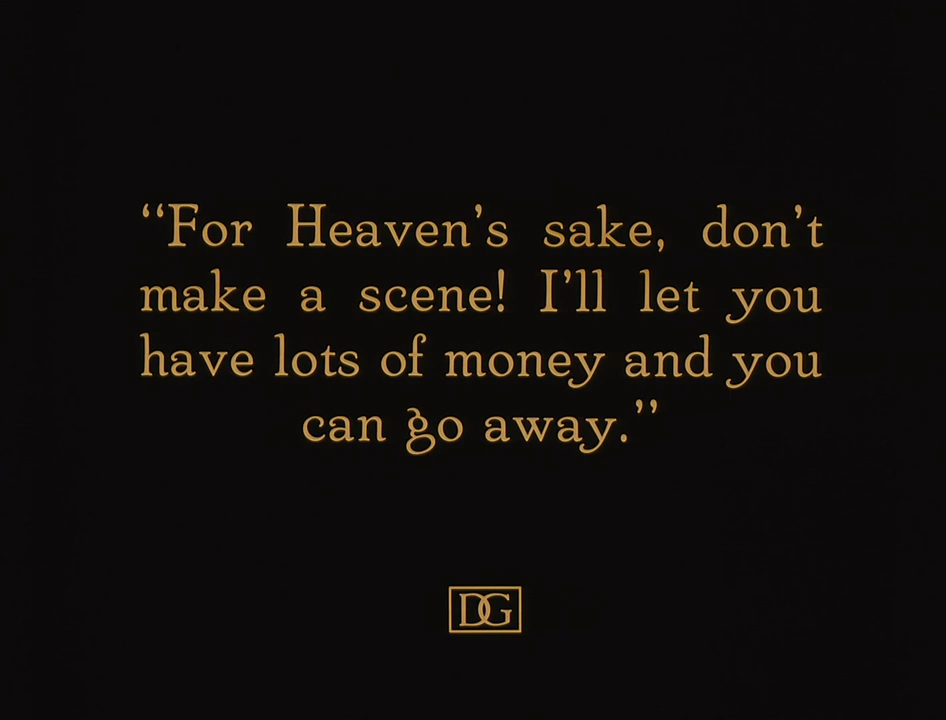 “For Heaven’s sake, don’t
make a scene! I’ll let you
have lots of money and you
can go away.”
DG